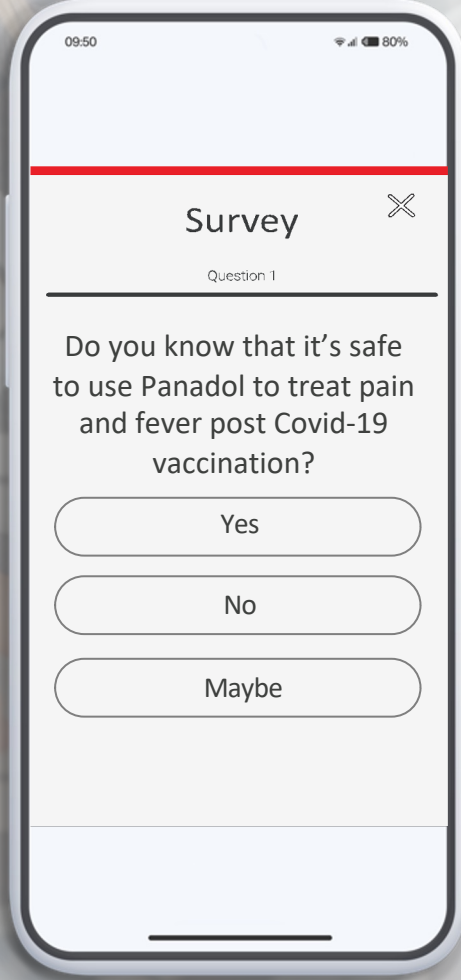 09:50
80%
Survey
Question 1
Do you know that it’s safe
to use Panadol to treat pain
and fever post Covid-19
vaccination?
Yes
No
Maybe